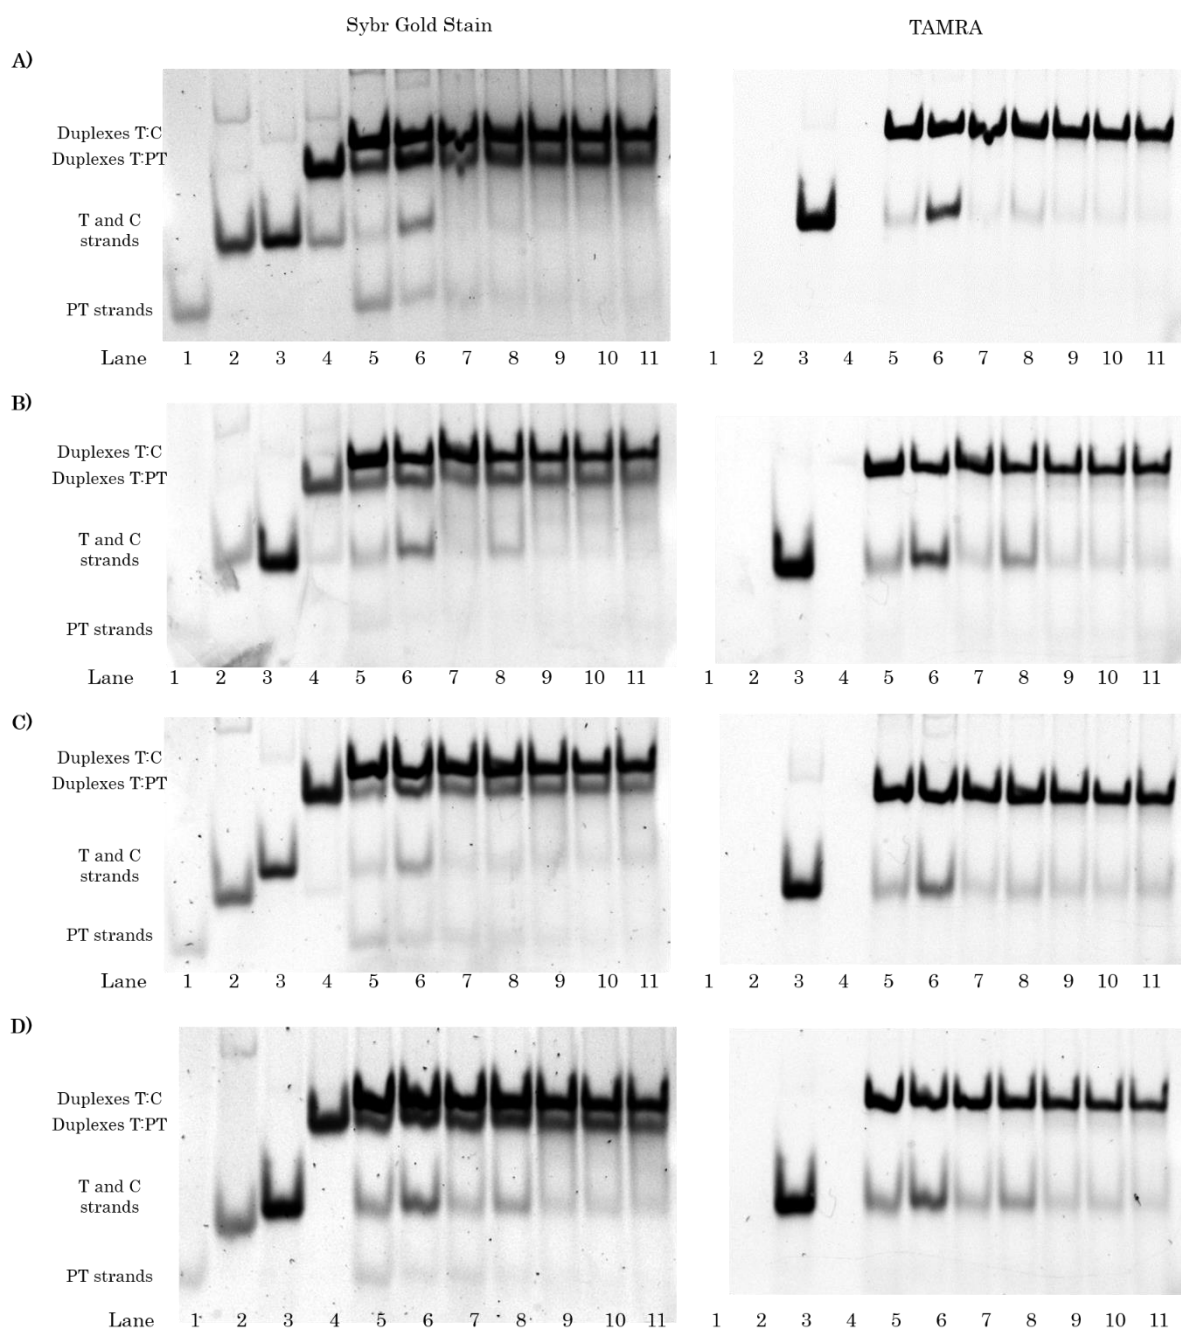 Sybr Gold Stain TAMRA
A)
Duplexes T:C
Duplexes T:PT
T and C
strands
PT strands
Lane 1 2 3 4 5 6 7 8 9 10 11 1 2 3 4 5 6 7 8 9 10 11
B)
Duplexes T:C
Duplexes T:PT
T and C
strands
PT strands
Lane 1 2 3 4 5 6 7 8 9 10 11 1 2 3 4 5 6 7 8 9 10 11
C)
Duplexes T:C
Duplexes T:PT
T and C
strands
PT strands
Lane 1 2 3 4 5 6 7 8 9 10 11 1 2 3 4 5 6 7 8 9 10 11
D)
Duplexes T:C
Duplexes T:PT
T and C
strands
PT strands
Lane 1 2 3 4 5 6 7 8 9 10 11 1 2 3 4 5 6 7 8 9 10 11